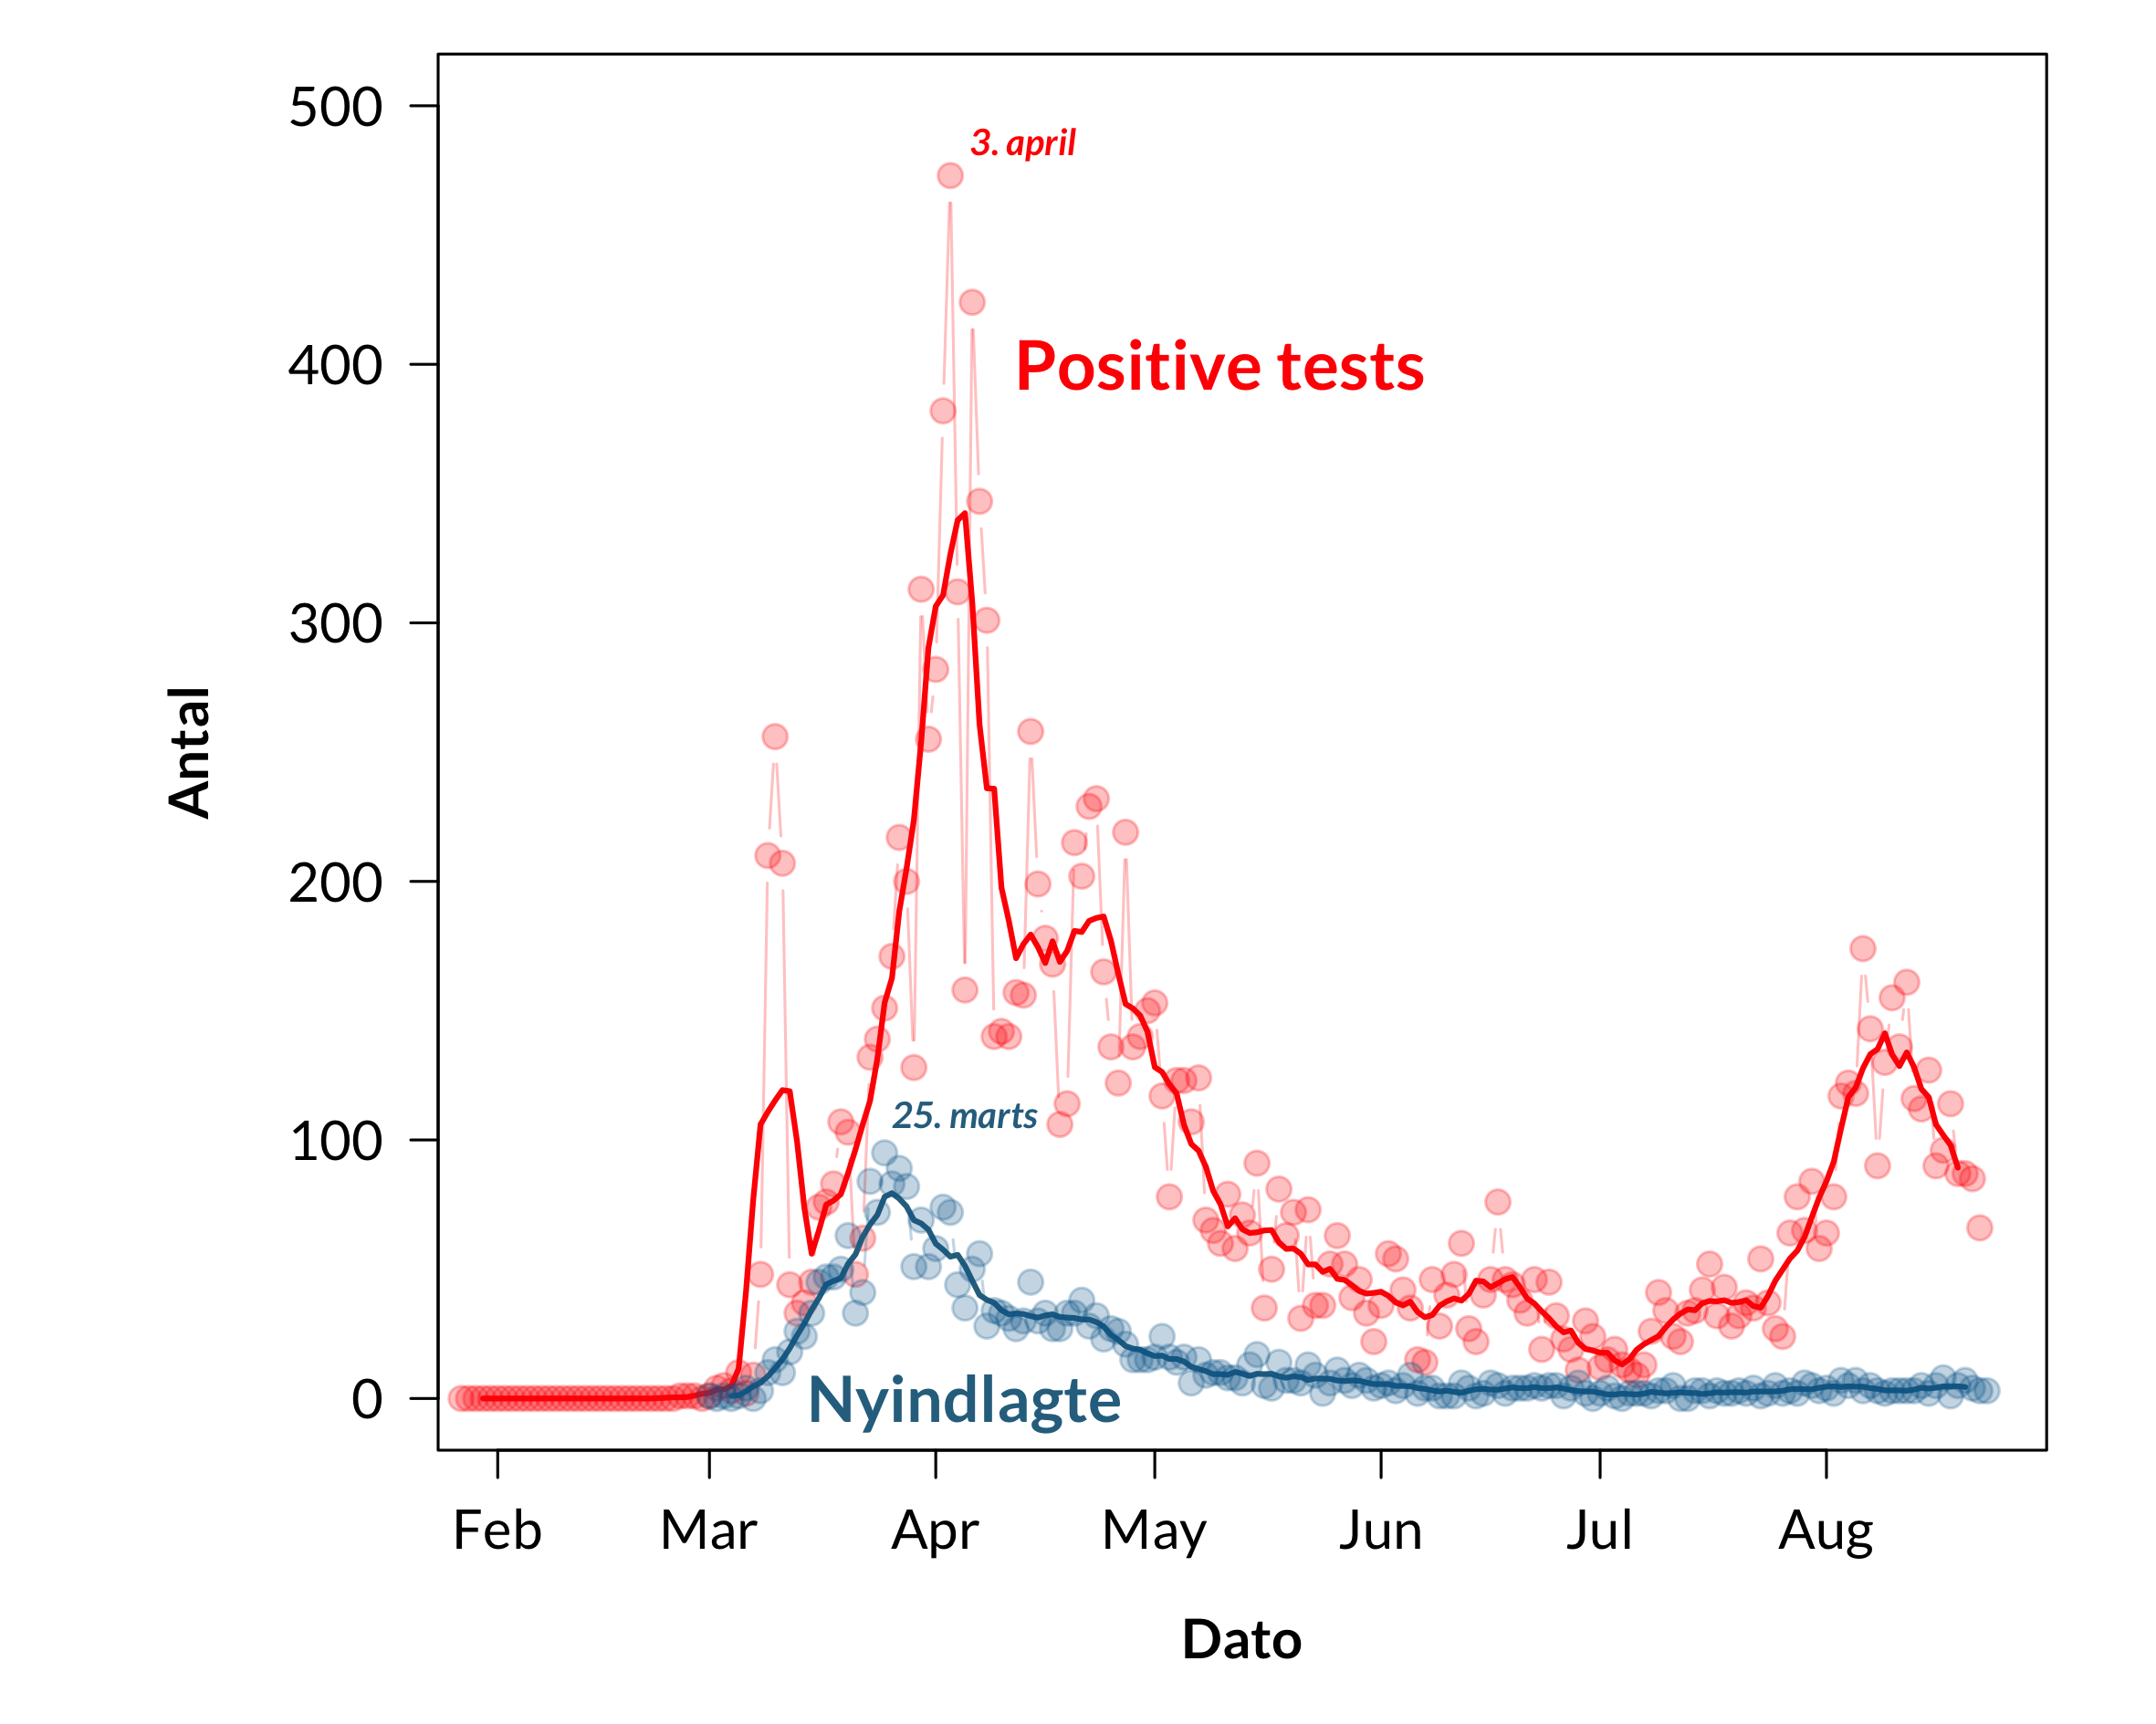 500
400
300
200
100
0
Antal
3. april
Positive tests
25. marts
Nyindlagte
Feb Mar Apr May Jun Jul Aug
Dato